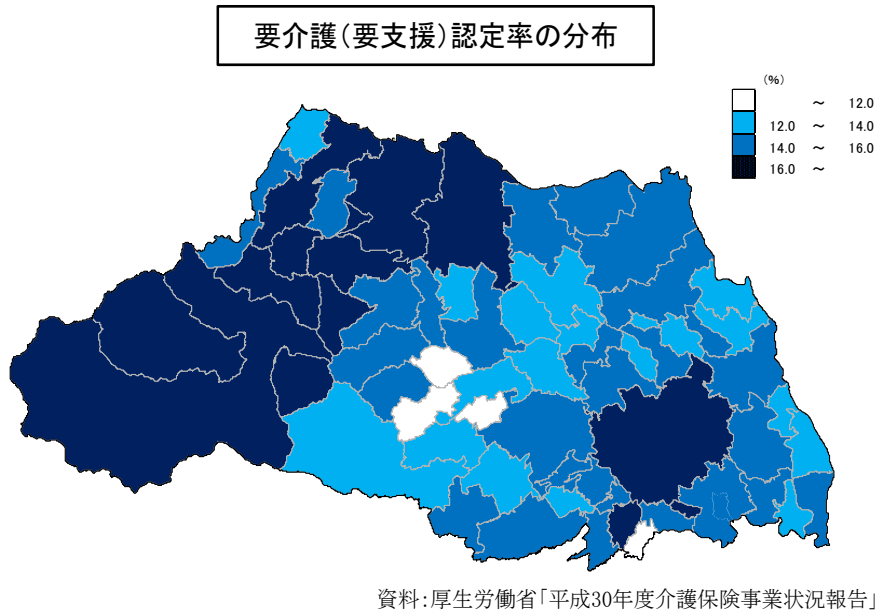 要介護(要支援)認定率の分布
(%)
～ 12.0
12.0 ～ 14.0
14.0 ～ 16.0
16.0 ～
資料:厚生労働省「平成30年度介護保険事業状況報告」